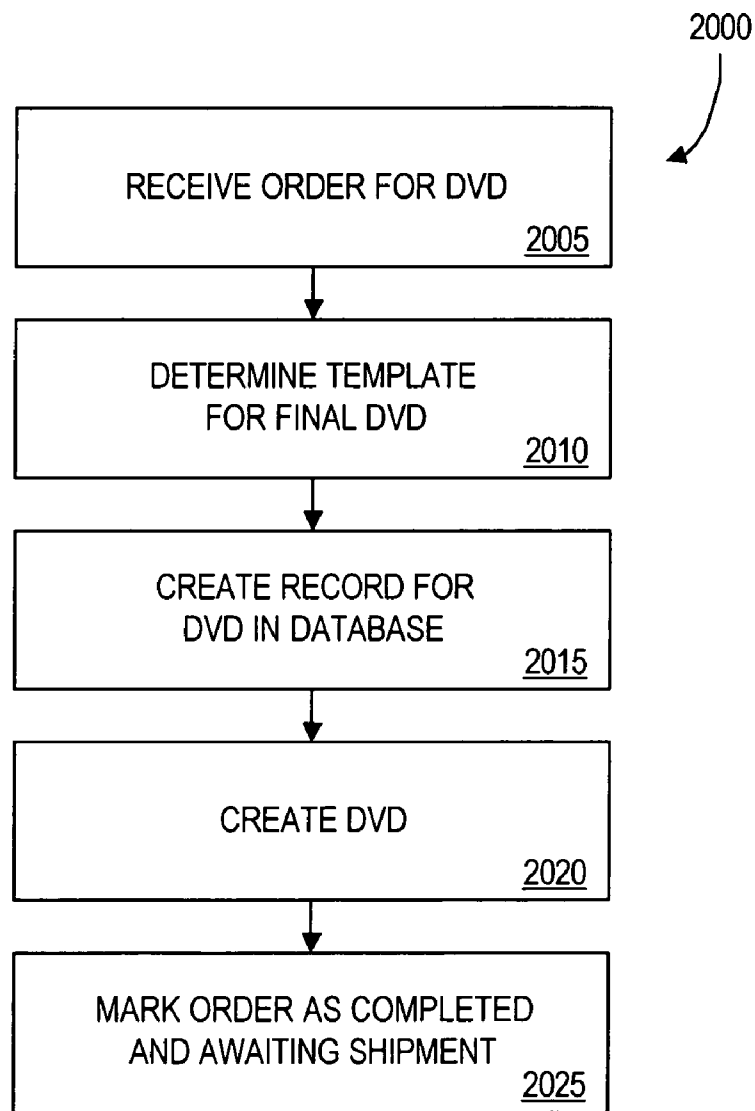 2000
RECEIVE ORDER FOR DVD
2005
DETERMINE TEMPLATE
FOR FINAL DVD
2010
CREATE RECORD FOR
DVD IN DATABASE
2015
CREATE DVD
2020
MARK ORDER AS COMPLETED
AND AWAITING SHIPMENT
2025